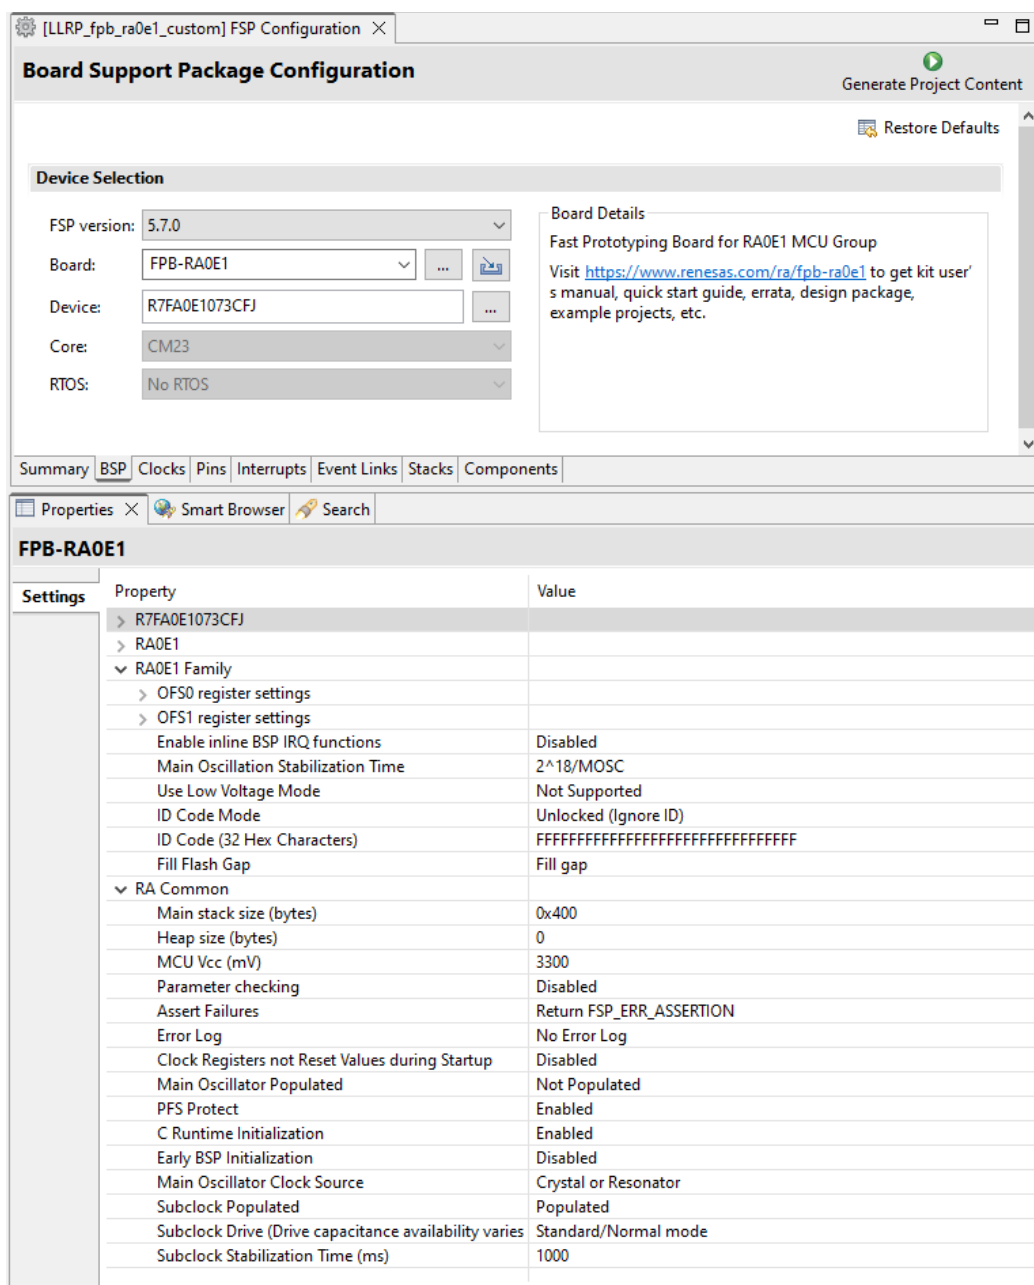 [LLRP_fpb_ra0e1_custom] FSP Configuration
Board Support Package Configuration
Generate Project Content
Restore Defaults
Device Selection
FSP version: 5.7.0
Board: FPB-RA0E1 ...
Device: R7FA0E1073CFJ ...
Core: CM23
RTOS: No RTOS
Board Details
Fast Prototyping Board for RA0E1 MCU Group
Visit https://www.renesas.com/ra/fpb-ra0e1 to get kit user'
s manual, quick start guide, errata, design package,
example projects, etc.
Summary BSP Clocks Pins Interrupts Event Links Stacks Components
Properties Smart Browser Search
FPB-RA0E1
Settings
Property Value
R7FA0E1073CFJ
RA0E1
RA0E1 Family
OFS0 register settings
OFS1 register settings
Enable inline BSP IRQ functions Disabled
Main Oscillation Stabilization Time 2^18/MOSC
Use Low Voltage Mode Not Supported
ID Code Mode Unlocked (Ignore ID)
ID Code (32 Hex Characters) FFFFFFFFFFFFFFFFFFFFFFFFFFFFFFFF
Fill Flash Gap Fill gap
RA Common
Main stack size (bytes) 0x400
Heap size (bytes) 0
MCU Vcc (mV) 3300
Parameter checking Disabled
Assert Failures Return FSP_ERR_ASSERTION
Error Log No Error Log
Clock Registers not Reset Values during Startup Disabled
Main Oscillator Populated Not Populated
PFS Protect Enabled
C Runtime Initialization Enabled
Early BSP Initialization Disabled
Main Oscillator Clock Source Crystal or Resonator
Subclock Populated Populated
Subclock Drive (Drive capacitance availability varies Standard/Normal mode
Subclock Stabilization Time (ms) 1000